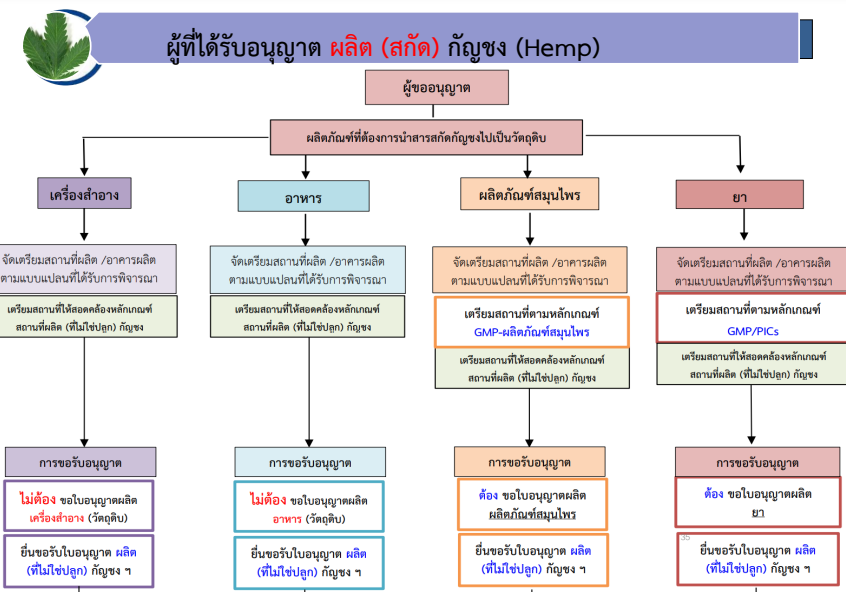 ผู้ที่ได้รับอนุญาต ผลิต (สกัด) กัญชง (Hemp)
ผู้ขออนุญาต
ผลิตภัณฑ์ที่ต้องการนำสารสกัดกัญชงไปเป็นวัตถุดิบ
เครื่องสำอาง
จัดเตรียมสถานที่ผลิต /อาคารผลิต
ตามแบบแปลนที่ได้รับการพิจารณา
เตรียมสถานที่ให้สอดคล้องหลักเกณฑ์
สถานที่ผลิต (ที่ไม่ใช่ปลูก) กัญชง
การขอรับอนุญาต
ไม่ต้อง ขอใบอนุญาตผลิต
เครื่องสำอาง (วัตถุดิบ)
ยื่นขอรับใบอนุญาต ผลิต
(ที่ไม่ใช่ปลูก) กัญชง ฯ
อาหาร
จัดเตรียมสถานที่ผลิต /อาคารผลิต
ตามแบบแปลนที่ได้รับการพิจารณา
เตรียมสถานที่ให้สอดคล้องหลักเกณฑ์
สถานที่ผลิต (ที่ไม่ใช่ปลูก) กัญชง
การขอรับอนุญาต
ไม่ต้อง ขอใบอนุญาตผลิต
อาหาร (วัตถุดิบ)
ยื่นขอรับใบอนุญาต ผลิต
(ที่ไม่ใช่ปลูก) กัญชง ฯ
ผลิตภัณฑ์สมุนไพร
จัดเตรียมสถานที่ผลิต /อาคารผลิต
ตามแบบแปลนที่ได้รับการพิจารณา
เตรียมสถานที่ตามหลักเกณฑ์
GMP-ผลิตภัณฑ์สมุนไพร
เตรียมสถานที่ให้สอดคล้องหลักเกณฑ์
สถานที่ผลิต (ที่ไม่ใช่ปลูก) กัญชง
การขอรับอนุญาต
ต้อง ขอใบอนุญาตผลิต
ผลิตภัณฑ์สมุนไพร
ยื่นขอรับใบอนุญาต ผลิต
(ที่ไม่ใช่ปลูก) กัญชง ฯ
ยา
จัดเตรียมสถานที่ผลิต /อาคารผลิต
ตามแบบแปลนที่ได้รับการพิจารณา
เตรียมสถานที่ตามหลักเกณฑ์
GMP/PICs
เตรียมสถานที่ให้สอดคล้องหลักเกณฑ์
สถานที่ผลิต (ที่ไม่ใช่ปลูก) กัญชง
การขอรับอนุญาต
ต้อง ขอใบอนุญาตผลิต
ยา
35
ยื่นขอรับใบอนุญาต ผลิต
(ที่ไม่ใช่ปลูก) กัญชง ฯ